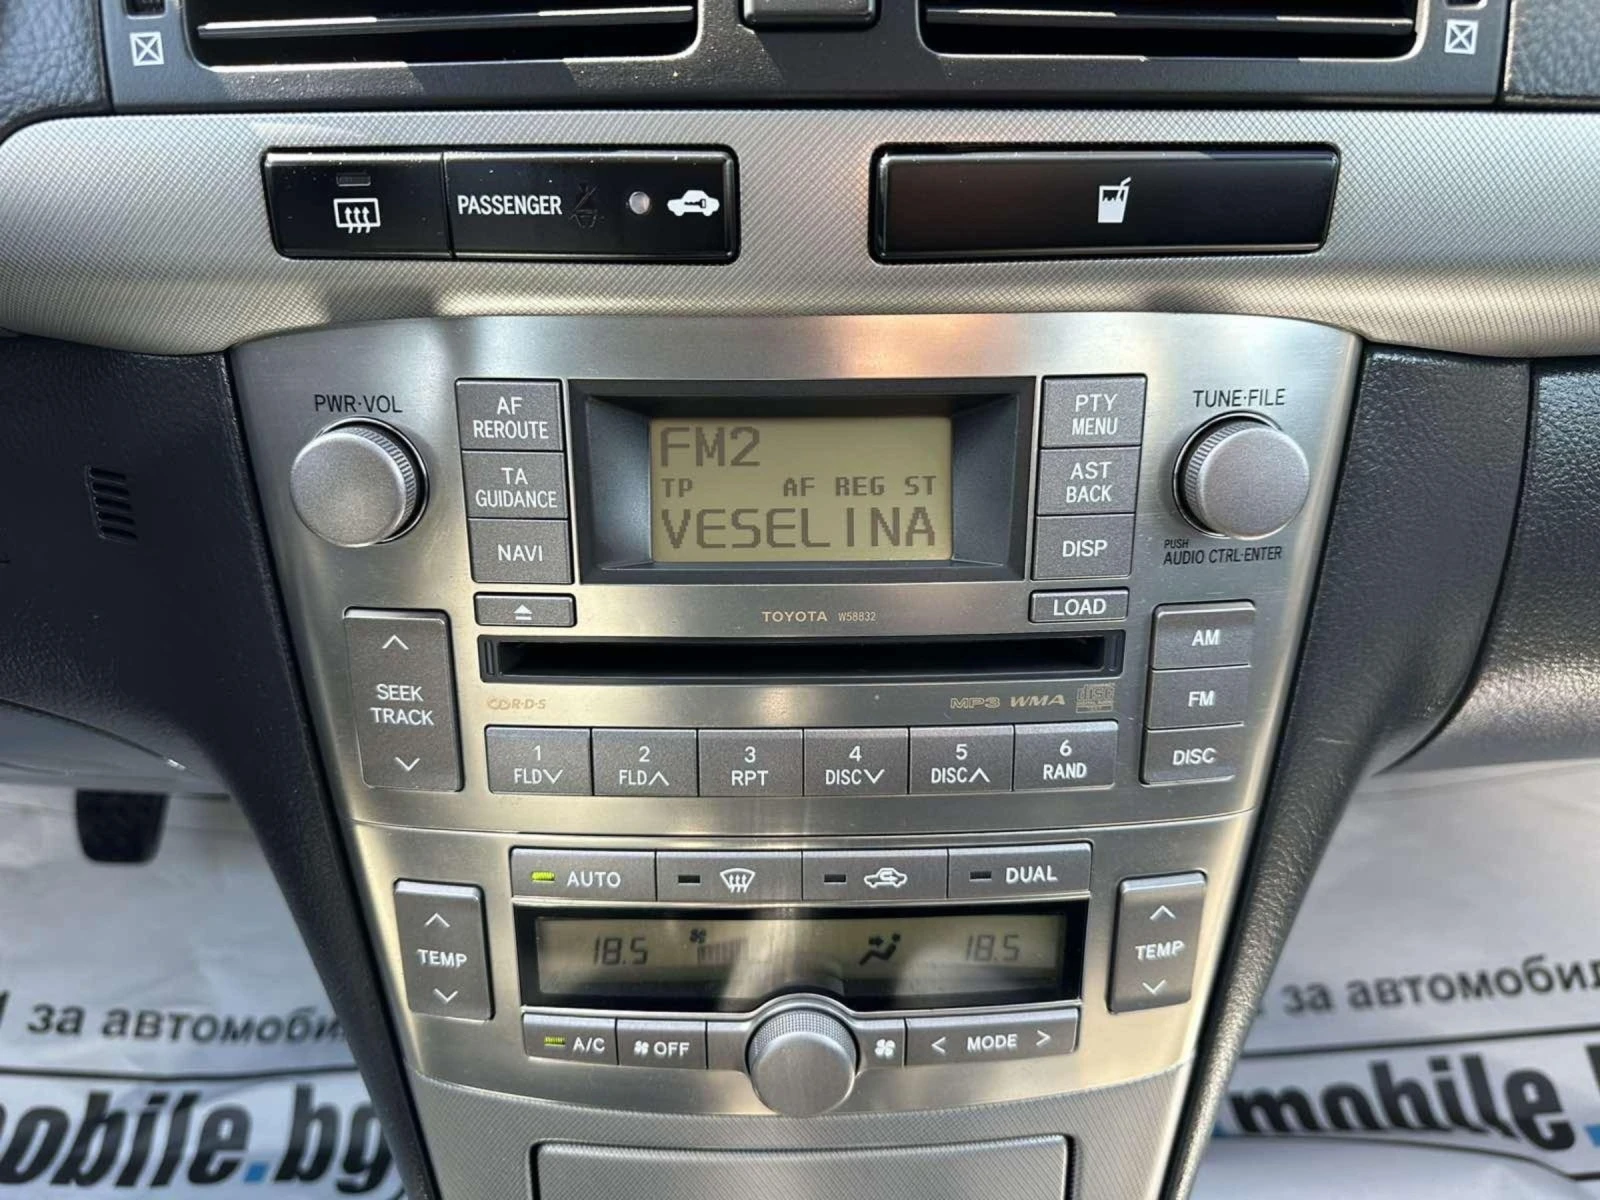 PASSENGER
PWR·VOL
AF
REROUTE
TA
GUIDANCE
NAVI
FM2
TP AF REG ST
VESELINA
PTY
MENU
AST
BACK
DISP
TUNE·FILE
PUSH
AUDIO CTRL·ENTER
TOYOTA W58832
LOAD
SEEK
TRACK
AM
FM
DISC
R·D·S
MP3 WMA
disc
1
FLD
2
FLD
3
RPT
4
DISC
5
DISC
6
RAND
AUTO
DUAL
TEMP
18.5
18.5
TEMP
A/C
OFF
< MODE >
за автомоби
за автомобил
mobile.bg
mobile.